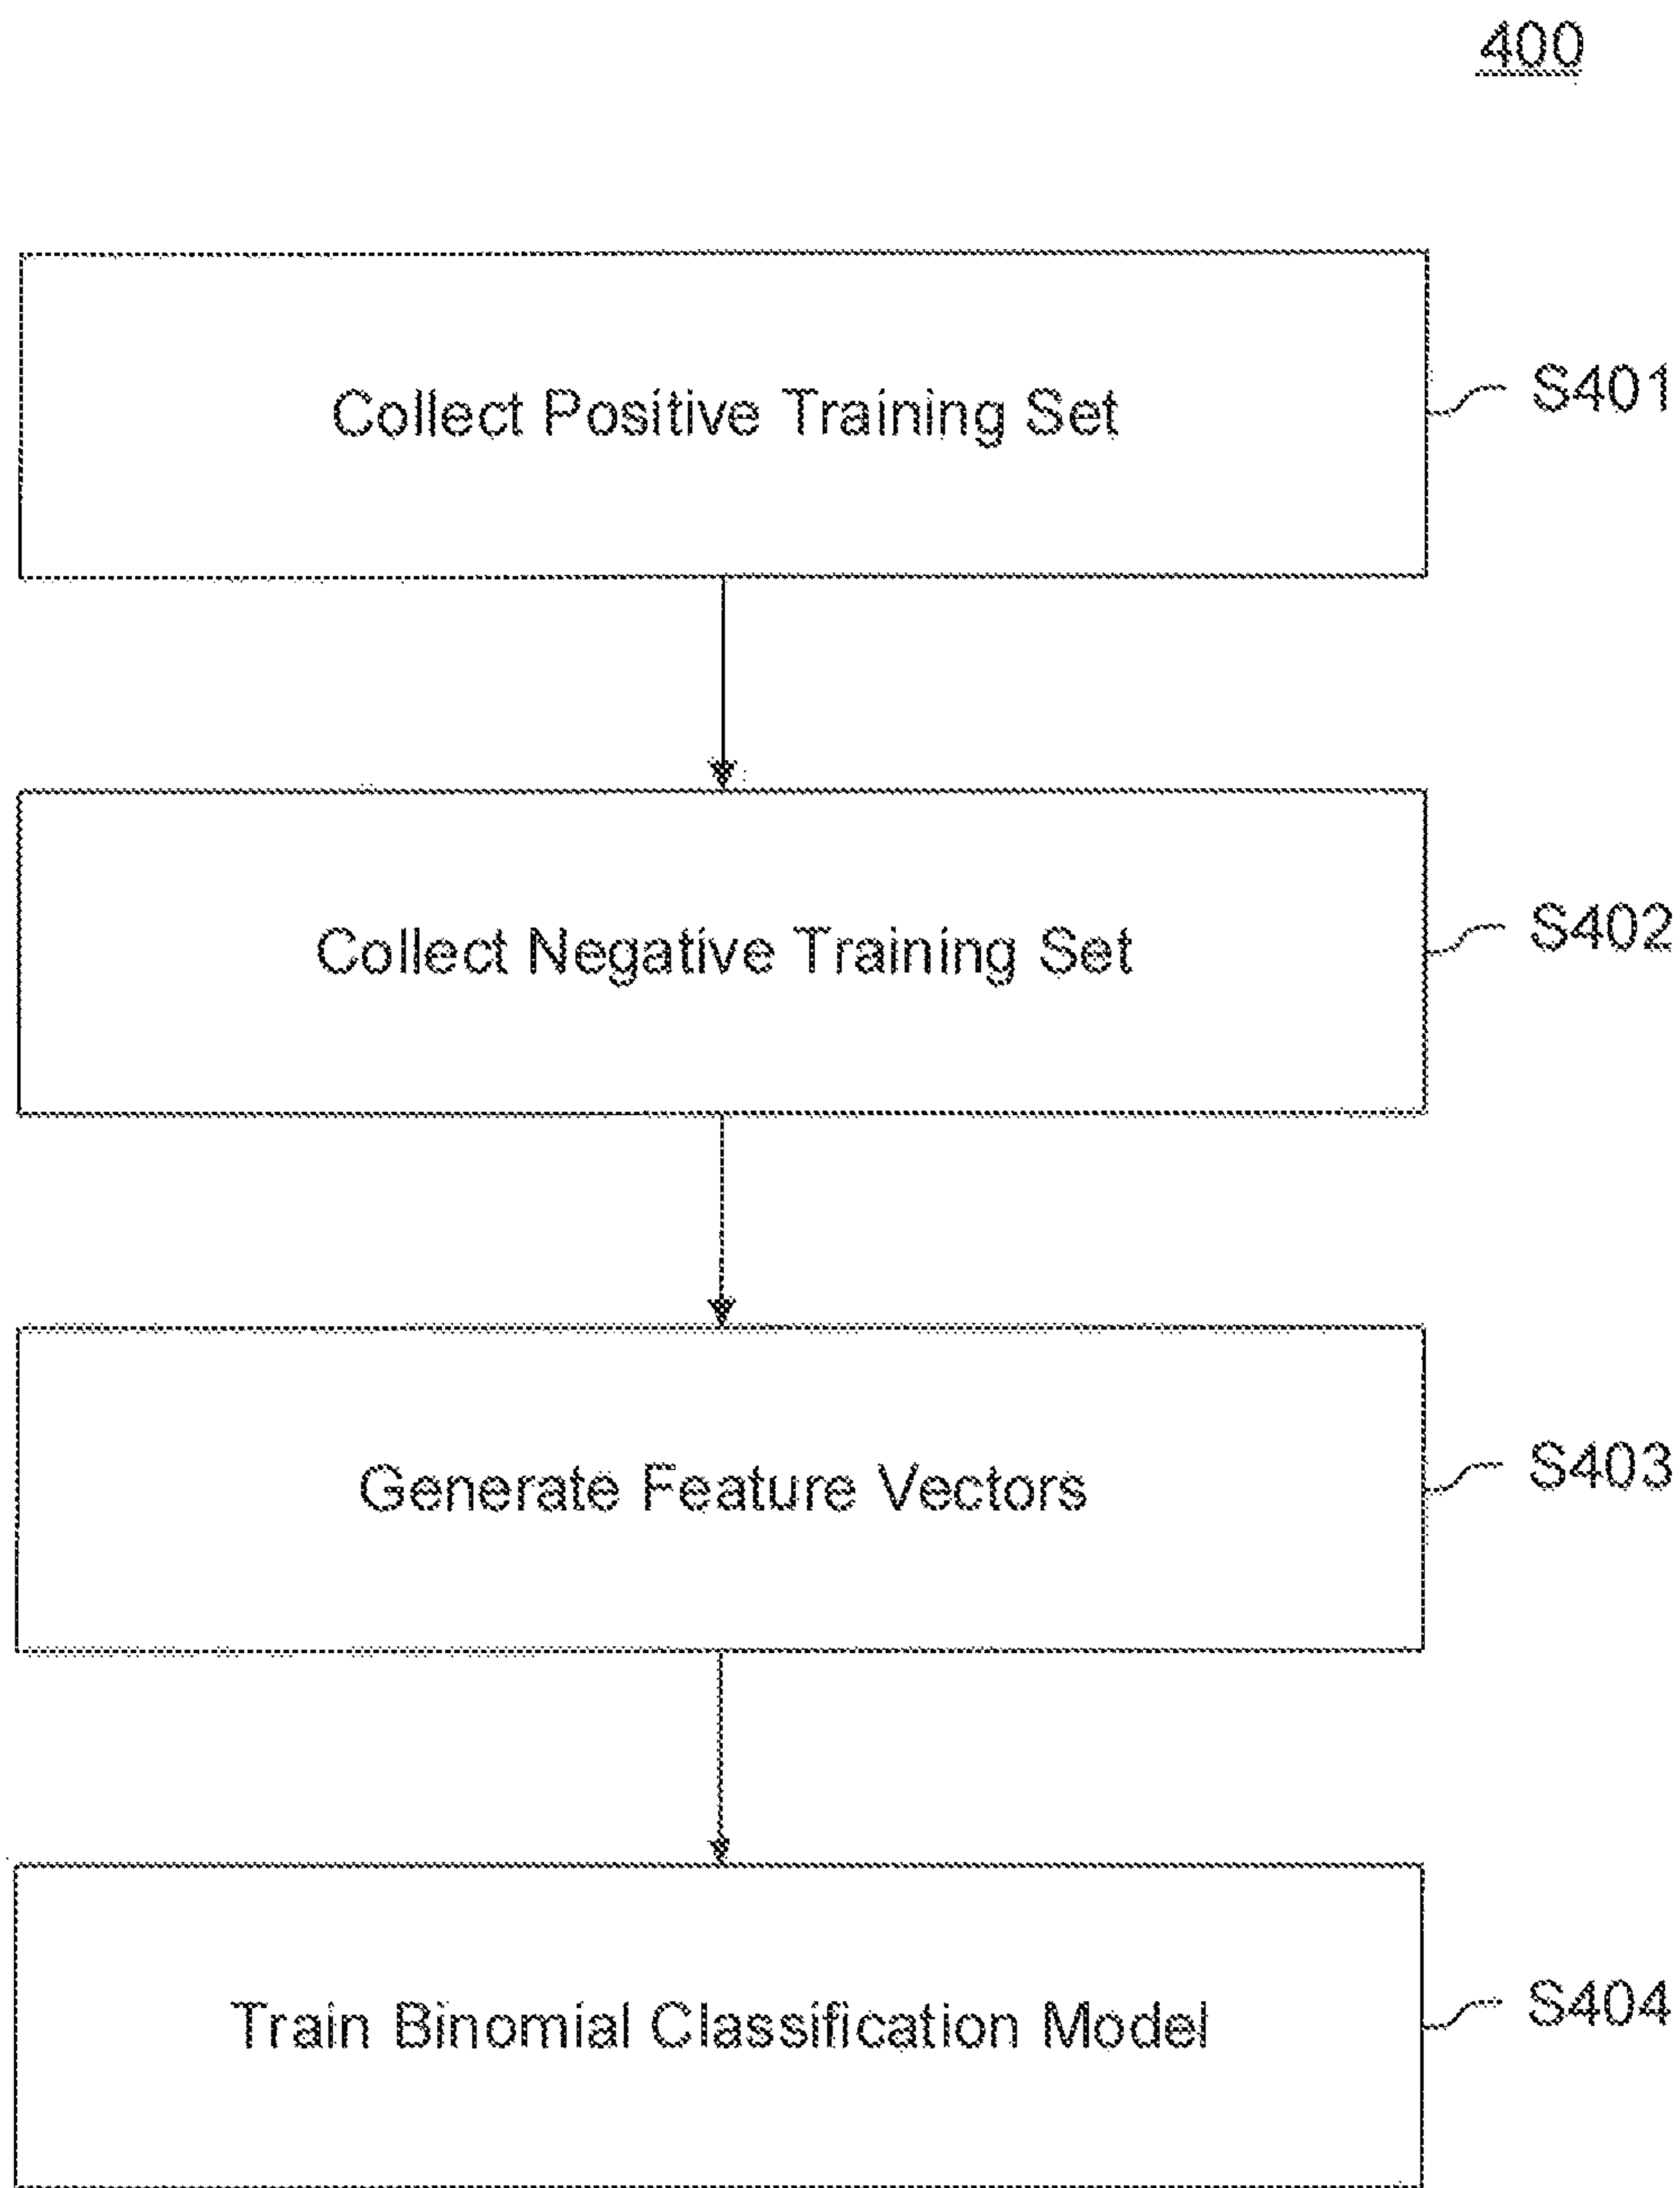 400
Collect Positive Training Set
S401
Collect Negative Training Set
S402
Generate Feature Vectors
S403
Train Binomial Classification Model
S404